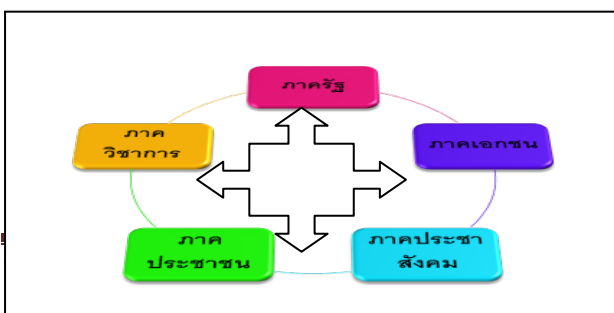 ภาครัฐ
ภาค
วิชาการ
ภาคเอกชน
ภาค
ประชาชน
ภาคประชา
สังคม